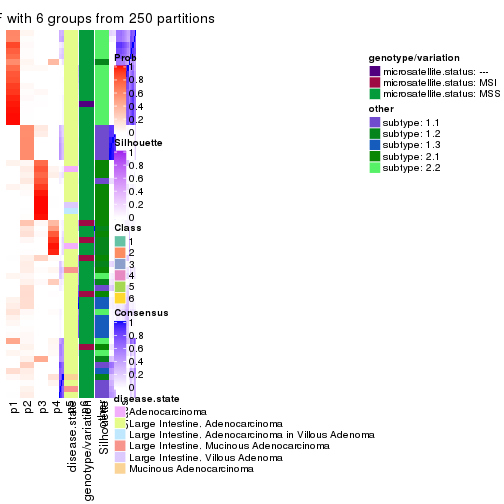 F with 6 groups from 250 partitions
Prob
1
0.8
0.6
0.4
0.2
0
Silhouette
1
0.8
0.6
0.4
0.2
0
Class
1
2
3
4
5
6
Consensus
1
0.8
0.6
0.4
0.2
0
disease.state
Adenocarcinoma
Large Intestine. Adenocarcinoma
Large Intestine. Adenocarcinoma in Villous Adenoma
Large Intestine. Mucinous Adenocarcinoma
Large Intestine. Villous Adenoma
Mucinous Adenocarcinoma
genotype/variation
microsatellite.status: ---
microsatellite.status: MSI
microsatellite.status: MSS
other
subtype: 1.1
subtype: 1.2
subtype: 1.3
subtype: 2.1
subtype: 2.2
p1
p2
p3
p4
p5
disease.state
p6
genotype/variation
other
Silhouette